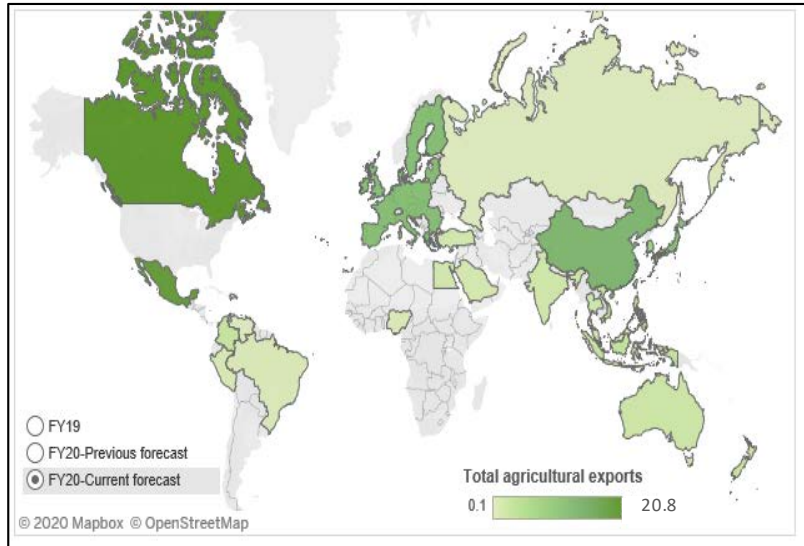 FY19
FY20-Previous forecast
FY20-Current forecast
Total agricultural exports
0.1 20.8
© 2020 Mapbox © OpenStreetMap